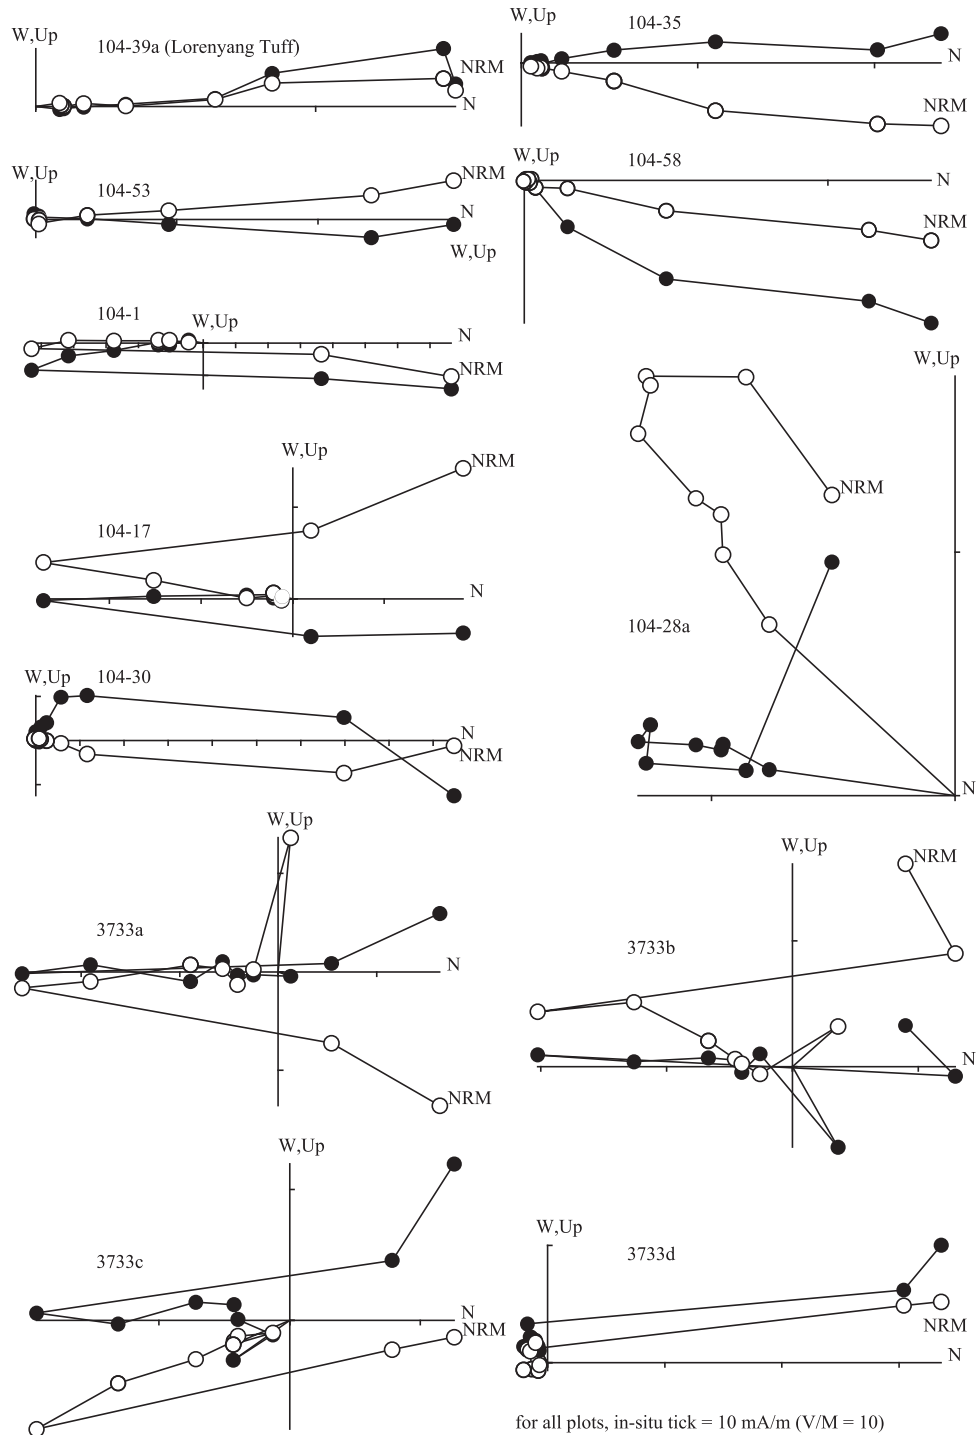 W,Up
104-39a (Lorenyang Tuff)
NRM
N
W,Up
104-35
N
NRM
W,Up
104-53
NRM
N
W,Up
W,Up
104-58
N
NRM
104-1
W,Up
N
NRM
W,Up
NRM
104-17
N
W,Up
NRM
104-28a
N
W,Up
104-30
N
NRM
W,Up
3733a
N
NRM
W,Up
NRM
3733b
N
W,Up
3733c
N
NRM
W,Up
3733d
NRM
N
for all plots, in-situ tick = 10 mA/m (V/M = 10)